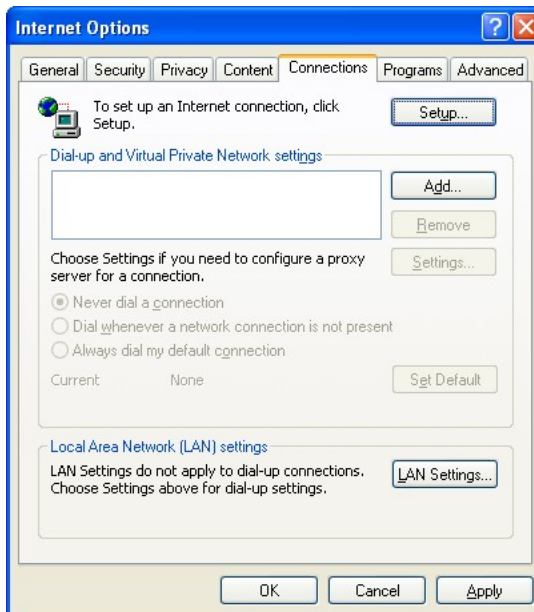 Internet Options
General Security Privacy Content Connections Programs Advanced
To set up an Internet connection, click
Setup.
Setup...
Dial-up and Virtual Private Network settings
Add...
Remove
Choose Settings if you need to configure a proxy
server for a connection.
Settings...
Never dial a connection
Dial whenever a network connection is not present
Always dial my default connection
Current None
Set Default
Local Area Network (LAN) settings
LAN Settings do not apply to dial-up connections.
Choose Settings above for dial-up settings.
LAN Settings...
OK Cancel Apply